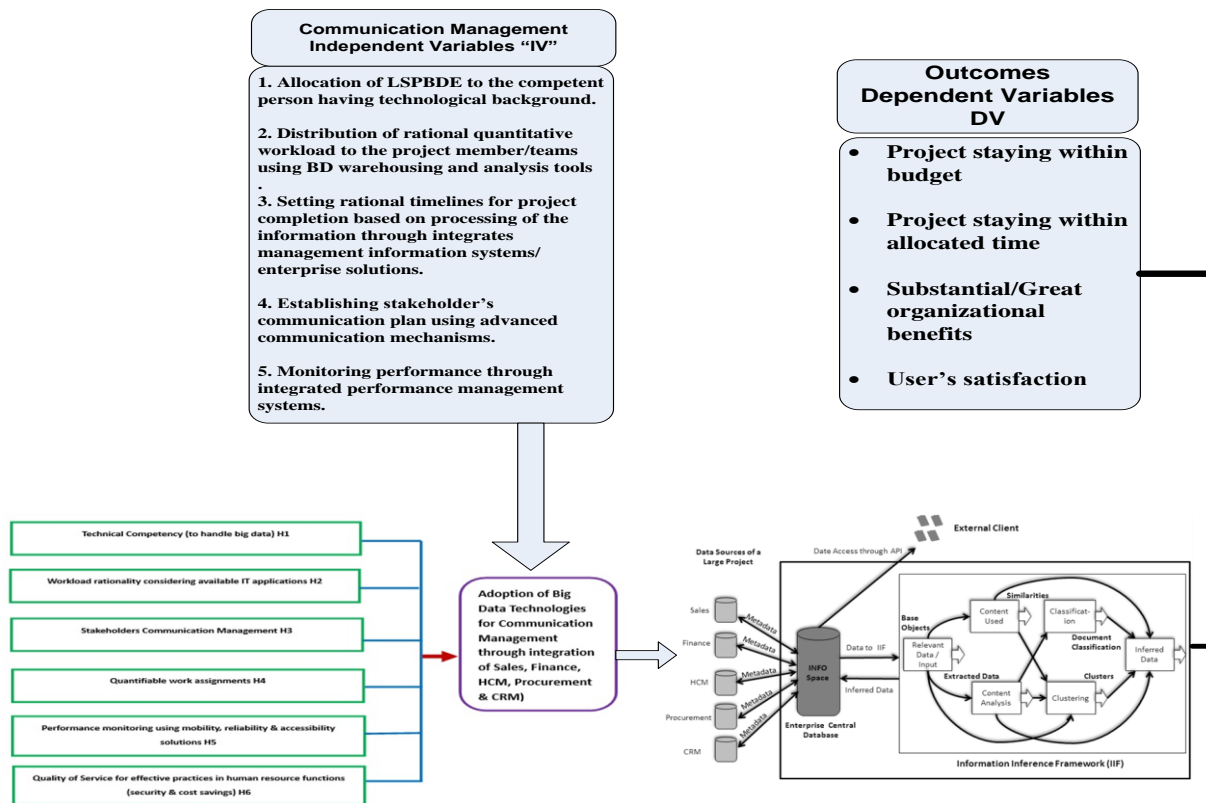 Communication Management
Independent Variables “IV”
1. Allocation of LSPBDE to the competent
person having technological background.
2. Distribution of rational quantitative
workload to the project member/teams
using BD warehousing and analysis tools
.
3. Setting rational timelines for project
completion based on processing of the
information through integrates
management information systems/
enterprise solutions.
4. Establishing stakeholder’s
communication plan using advanced
communication mechanisms.
5. Monitoring performance through
integrated performance management
systems.
Outcomes
Dependent Variables
DV
• Project staying within
budget
• Project staying within
allocated time
• Substantial/Great
organizational
benefits
• User’s satisfaction
Technical Competency (to handle big data) H1
Workload rationality considering available IT applications H2
Stakeholders Communication Management H3
Quantifiable work assignments H4
Performance monitoring using mobility, reliability & accessibility
solutions H5
Quality of Service for effective practices in human resource functions
(security & cost savings) H6
Adoption of Big
Data Technologies
for Communication
Management
through integration
of Sales, Finance,
HCM, Procurement
& CRM)
Data Sources of a
Large Project
Sales
Finance
HCM
Procurement
CRM
Metadata
Metadata
Metadata
Metadata
Metadata
Date Access through API
External Client
INFO
Space
Enterprise Central
Database
Data to IIF
Inferred Data
Base
Objects
Relevant
Data /
Input
Extracted Data
Similarities
Content
Used
Content
Analysis
Classificat-
ion
Document
Classification
Clustering
Clusters
Inferred
Data
Information Inference Framework (IIF)